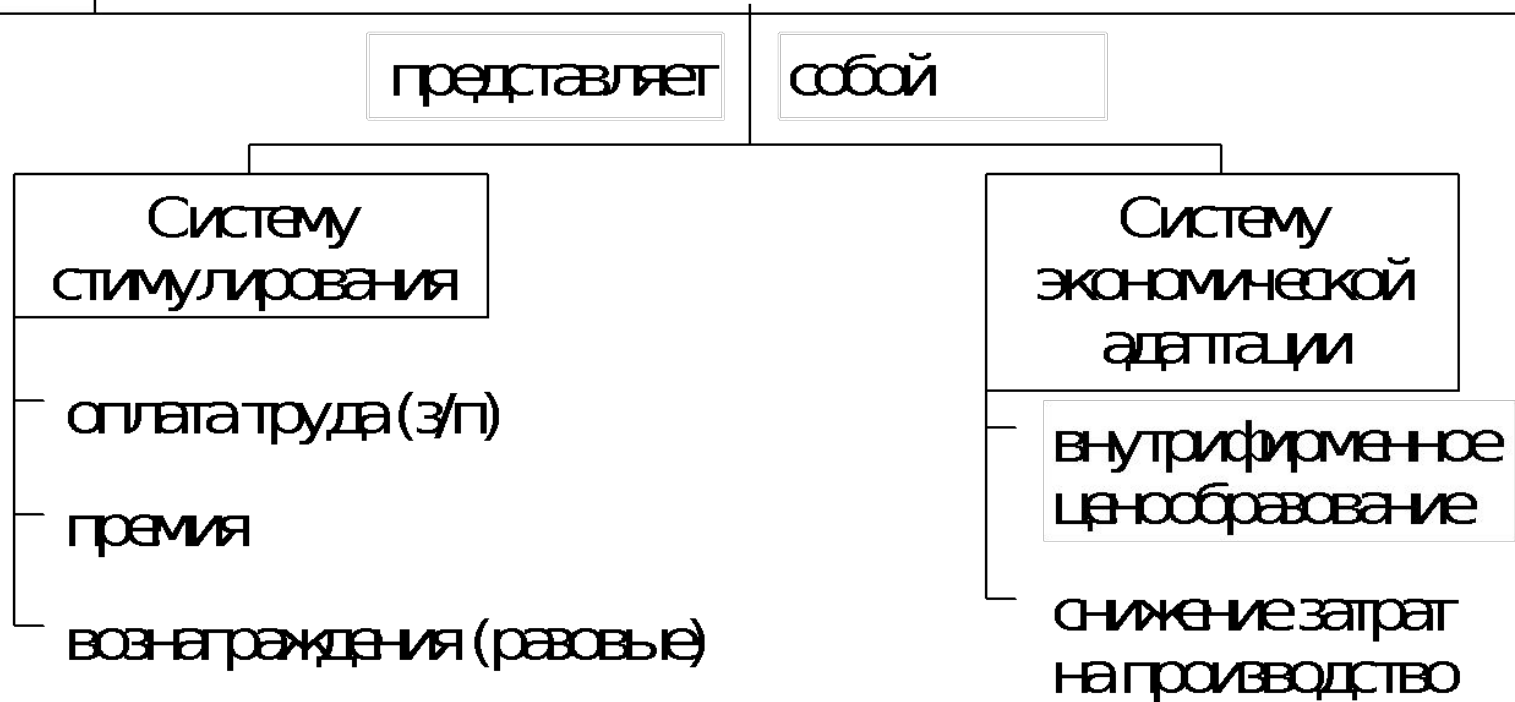 представляет собой
Систему
стимулирования
оплата труда (з/п)
премия
вознаграждения (разовые)
Систему
экономической
адаптации
внутрифирменное
ценообразование
снижение затрат
на производство